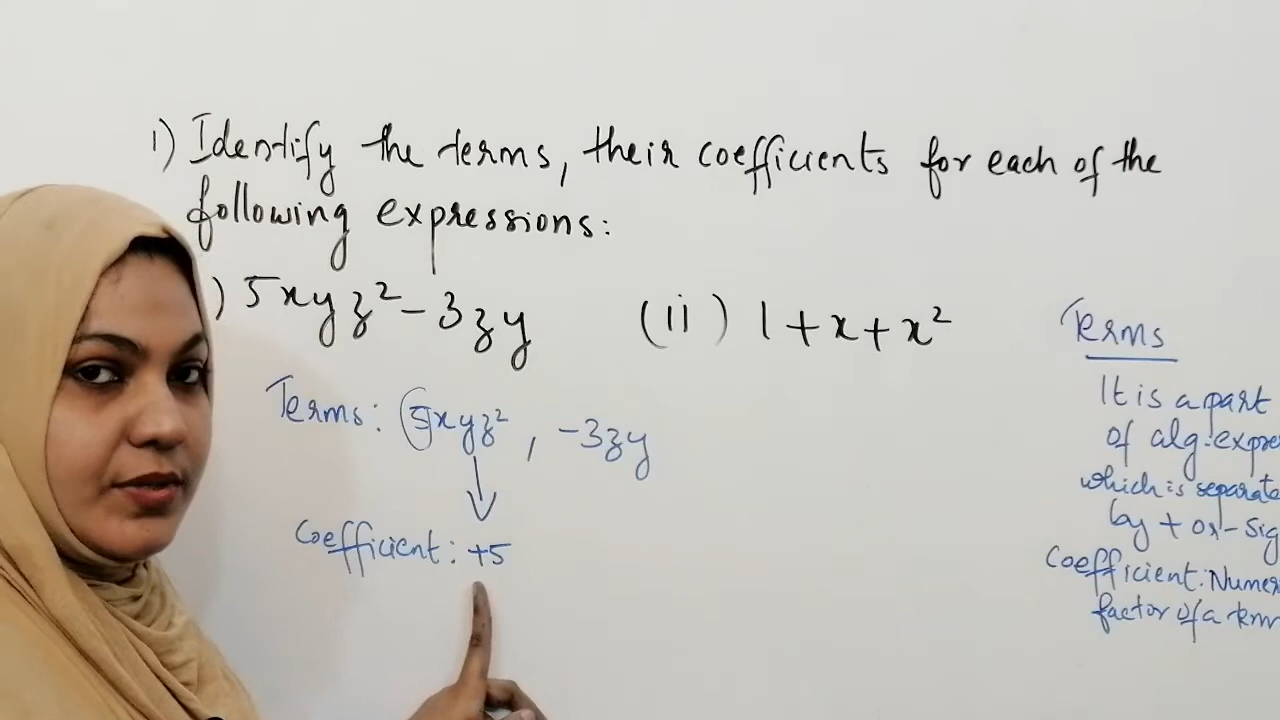 1) Identify the terms, their coefficients for each of the
following expressions:
) 5xyz² - 3zy (ii) 1 + x + x²
Terms: 5xyz² , -3zy
Coefficient: +5
Terms
It is a part
of alg. expre
which is separate
by + or - sig
Coefficient: Numer
factor of a term